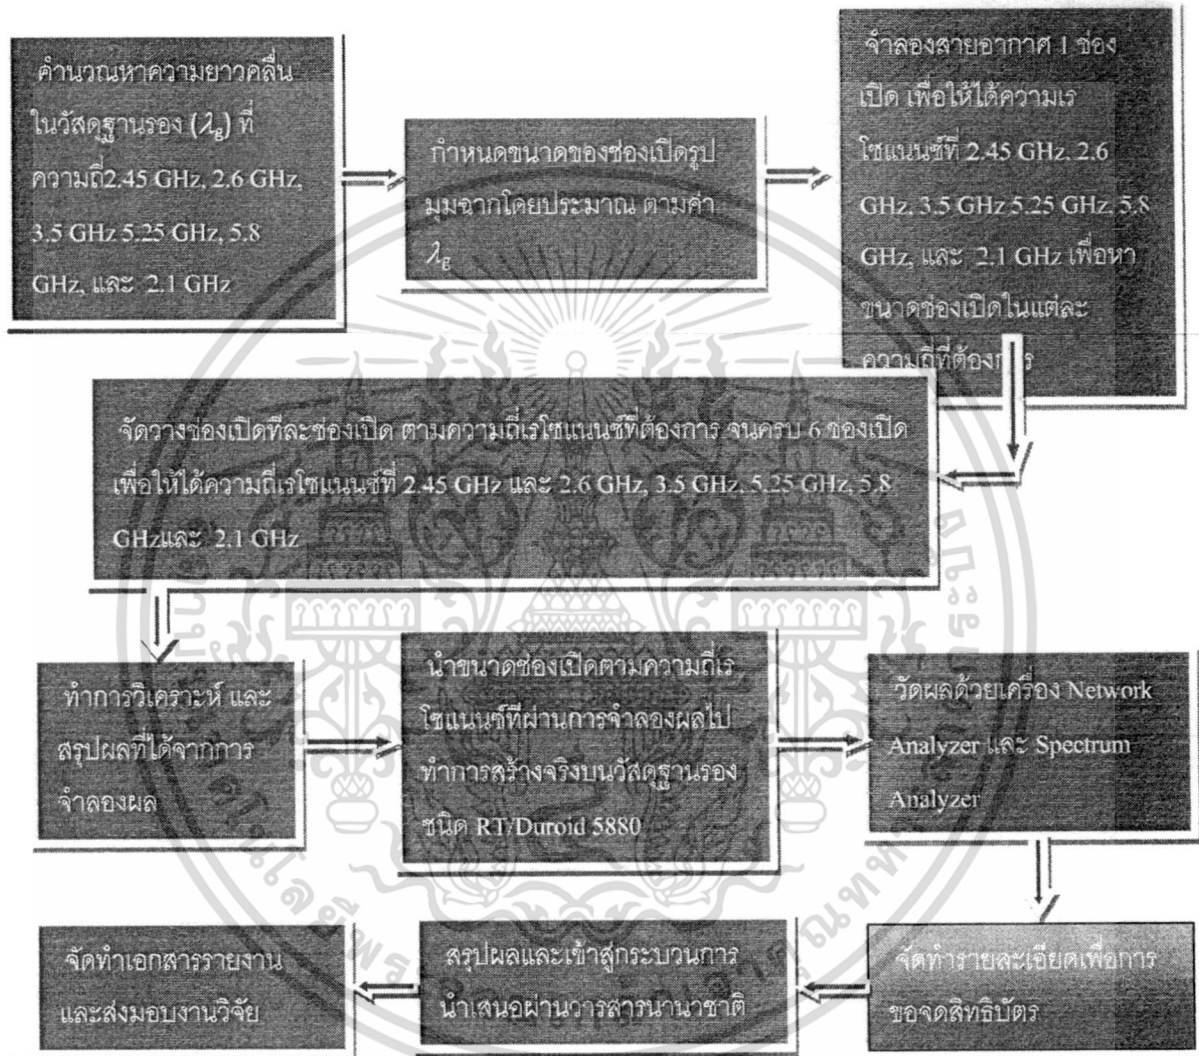 คำนวณหาความยาวคลื่น
ในวัสดุฐานรอง (λg) ที่
ความถี่2.45 GHz, 2.6 GHz,
3.5 GHz 5.25 GHz, 5.8
GHz, และ 2.1 GHz
กำหนดขนาดของช่องเปิดรูป
มุมฉากโดยประมาณ ตามค่า
λg
จำลองสายอากาศ 1 ช่อง
เปิด เพื่อให้ได้ความเร
โซแนนซ์ที่ 2.45 GHz, 2.6
GHz, 3.5 GHz 5.25 GHz, 5.8
GHz, และ 2.1 GHz เพื่อหา
ขนาดช่องเปิดในแต่ละ
ความถี่ที่ต้องการ
จัดวางช่องเปิดทีละช่องเปิด ตามความถี่เรโซแนนซ์ที่ต้องการ จนครบ 6 ช่องเปิด
เพื่อให้ได้ความถี่เรโซแนนซ์ที่ 2.45 GHz และ 2.6 GHz, 3.5 GHz, 5.25 GHz, 5.8
GHzและ 2.1 GHz
ทำการวิเคราะห์ และ
สรุปผลที่ได้จากการ
จำลองผล
นำขนาดช่องเปิดตามความถี่เร
โซแนนซ์ที่ผ่านการจำลองผลไป
ทำการสร้างจริงบนวัสดุฐานรอง
ชนิด RT/Duroid 5880
วัดผลด้วยเครื่อง Network
Analyzer และ Spectrum
Analyzer
จัดทำรายละเอียดเพื่อการ
ขอจดสิทธิบัตร
สรุปผลและเข้าสู่กระบวนการ
นำเสนอผ่านวารสารนานาชาติ
จัดทำเอกสารรายงาน
และส่งมอบงานวิจัย